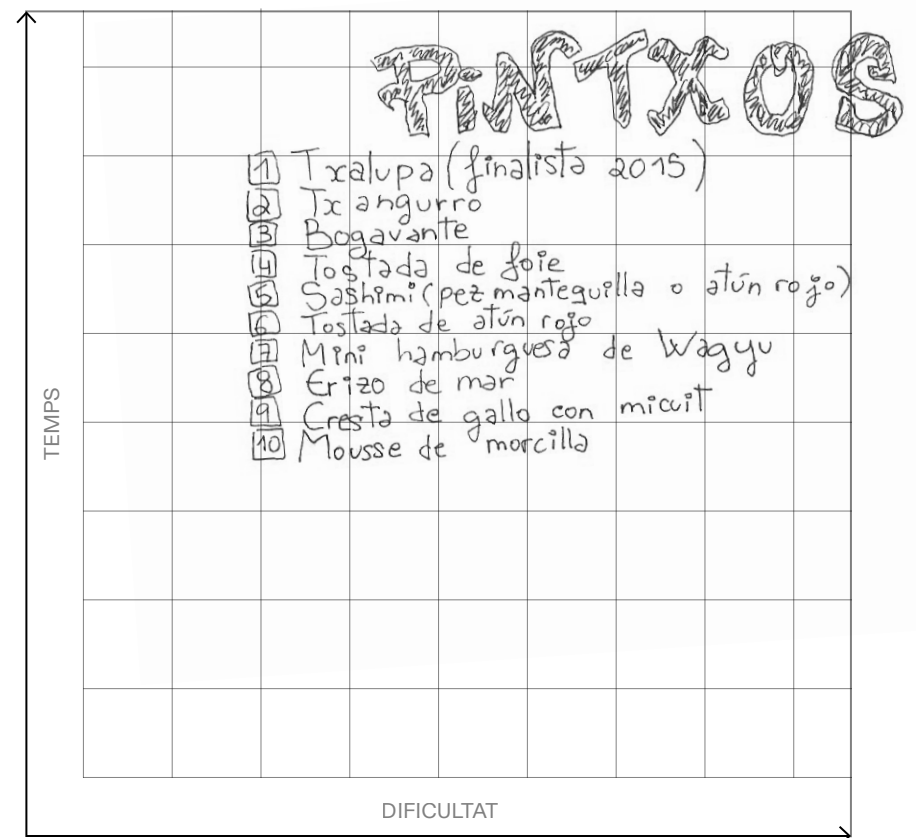 PiNTXOS
1 Txalupa (finalista 2015)
2 Txangurro
3 Bogavante
4 Tostada de foie
5 Sashimi (pez mantequilla o atún rojo)
6 Tostada de atún rojo
7 Mini hamburguesa de Wagyu
8 Erizo de mar
9 Cresta de gallo con micuit
10 Mousse de morcilla
TEMPS
DIFICULTAT